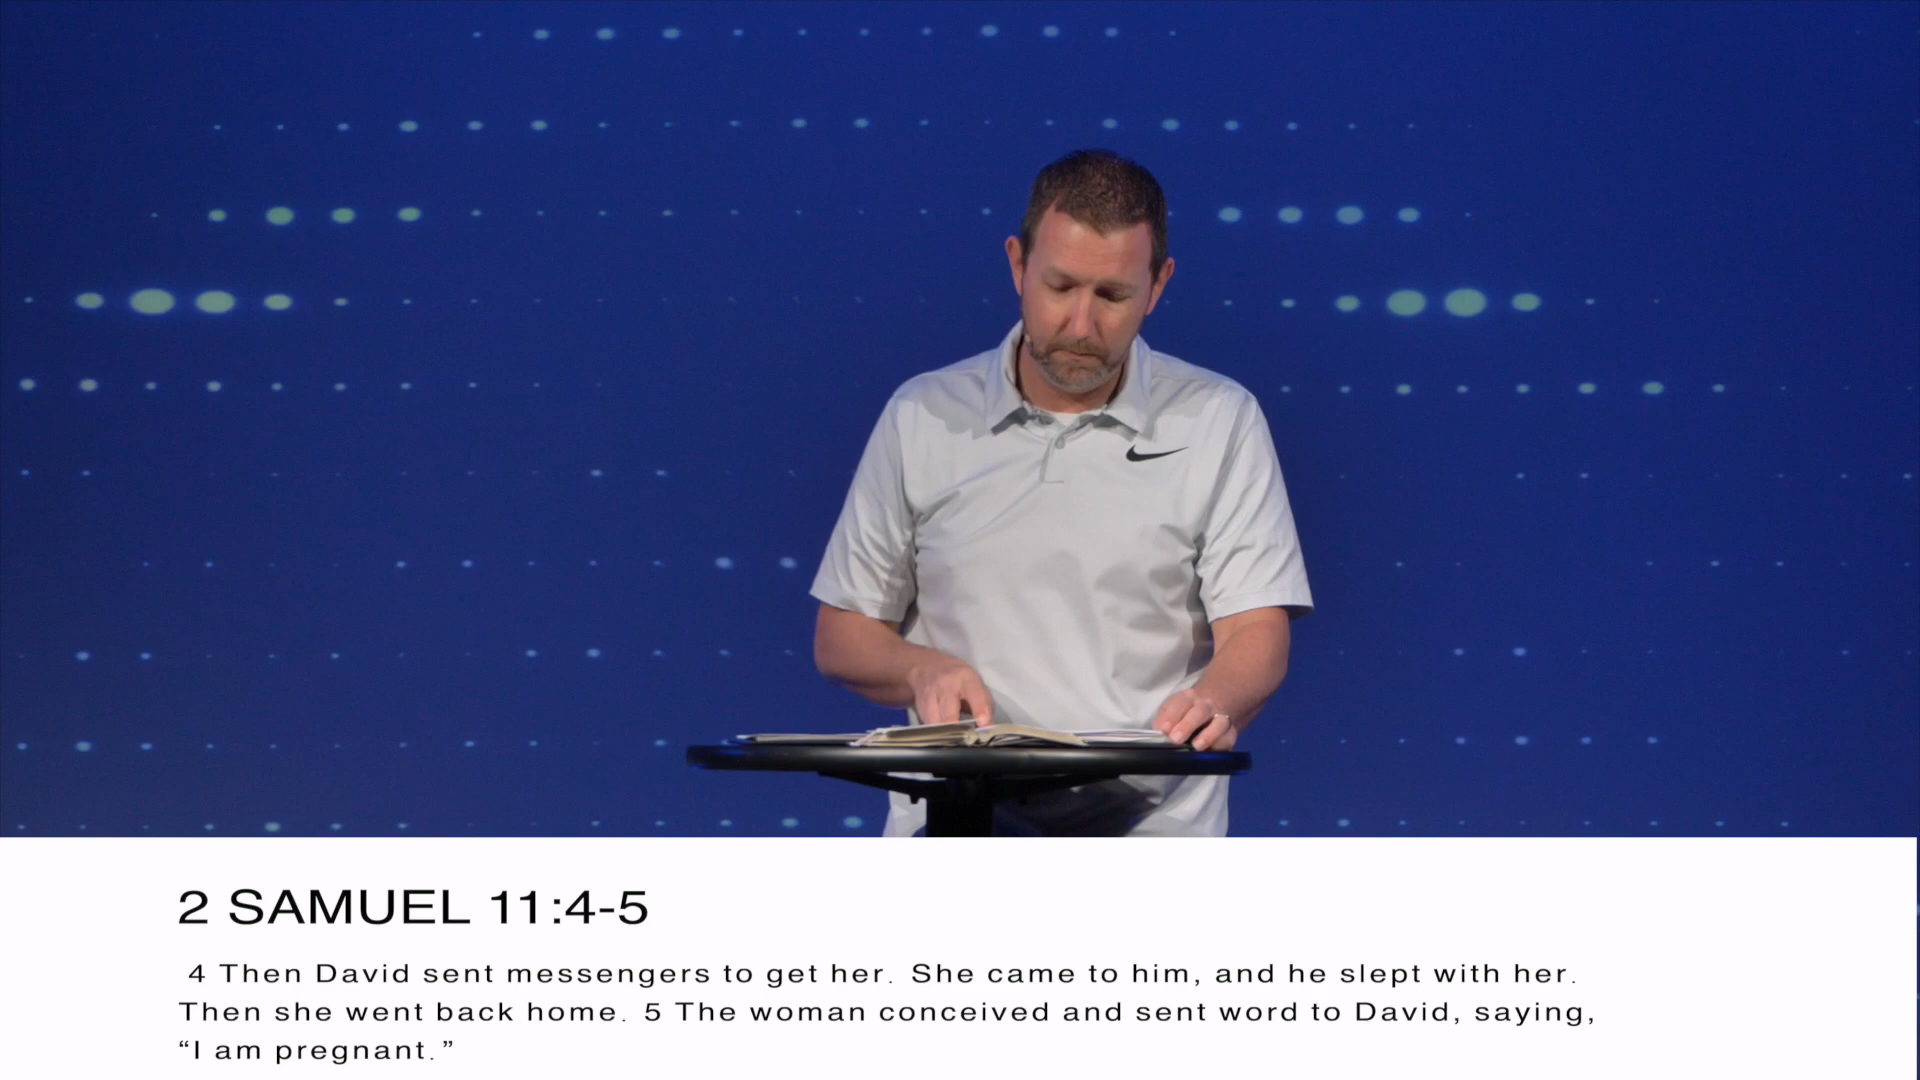 2 SAMUEL 11:4-5
4 Then David sent messengers to get her. She came to him, and he slept with her.
Then she went back home. 5 The woman conceived and sent word to David, saying,
“I am pregnant.”